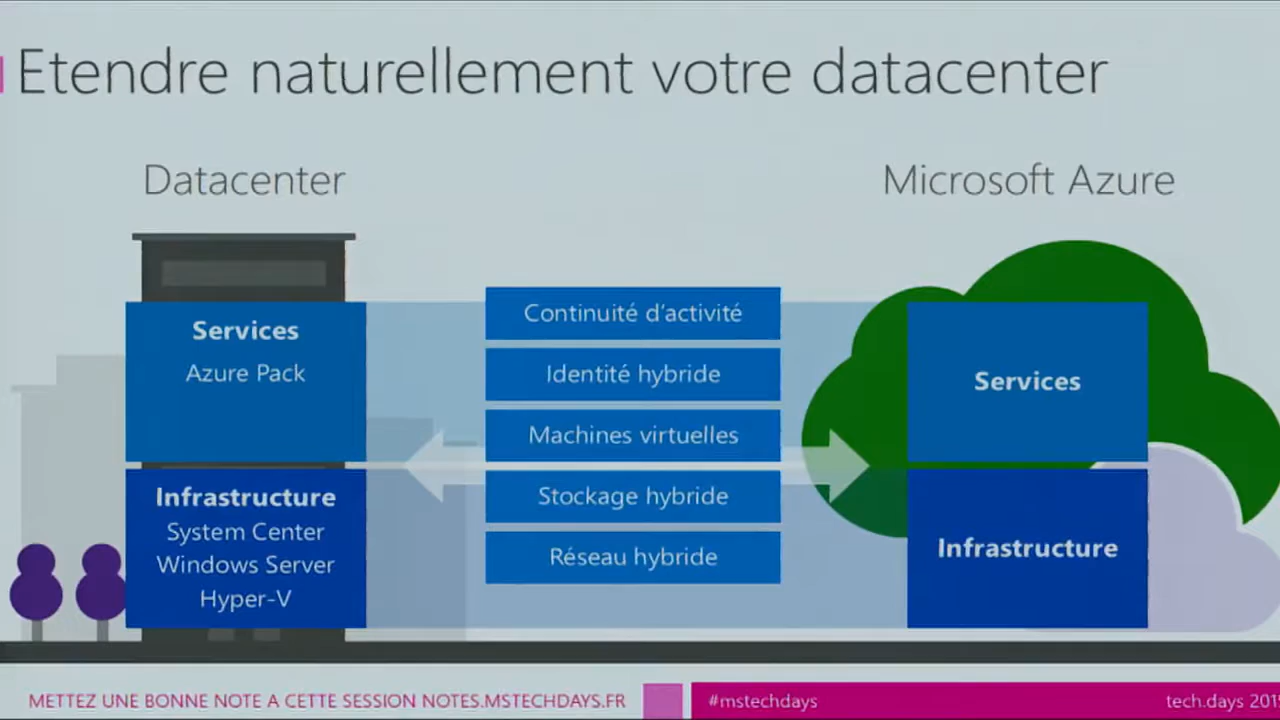 Etendre naturellement votre datacenter
Datacenter
Microsoft Azure
Services
Azure Pack
Infrastructure
System Center
Windows Server
Hyper-V
Continuité d'activité
Identité hybride
Machines virtuelles
Stockage hybride
Réseau hybride
Services
Infrastructure
METTEZ UNE BONNE NOTE A CETTE SESSION NOTES.MSTECHDAYS.FR
#mstechdays
tech.days 2015